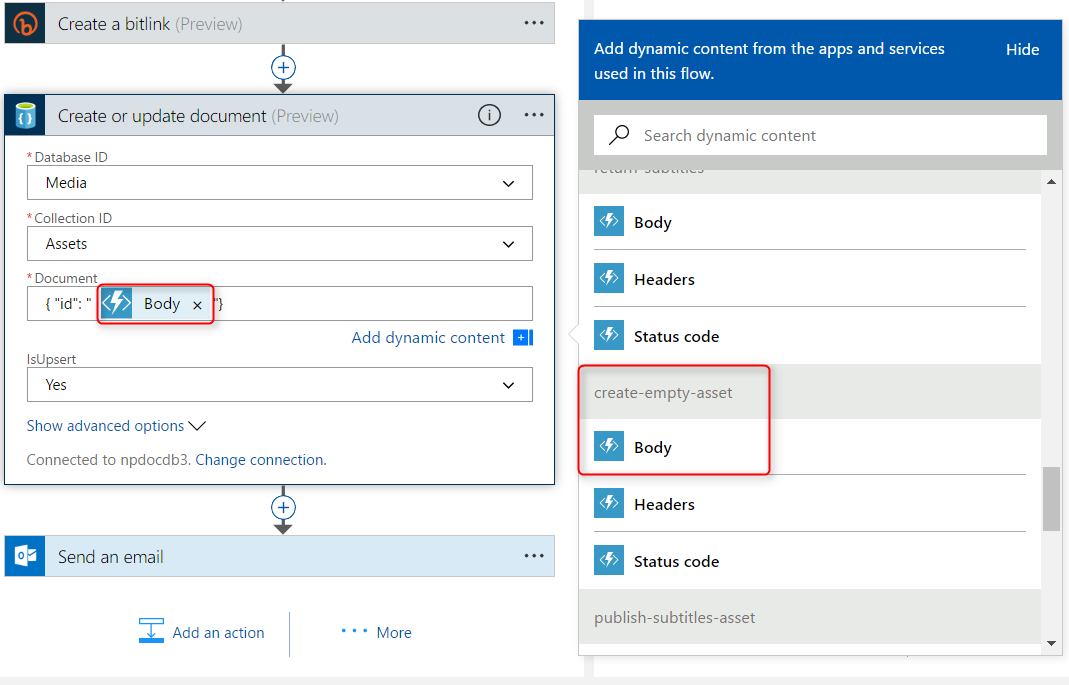 Create a bitlink (Preview)
Create or update document (Preview)
* Database ID
Media
* Collection ID
Assets
* Document
{ "id": " Body × "}
Add dynamic content
IsUpsert
Yes
Show advanced options
Connected to npdocdb3. Change connection.
Send an email
Add an action
More
Add dynamic content from the apps and services
used in this flow.
Hide
Search dynamic content
return-subtitles
Body
Headers
Status code
create-empty-asset
Body
Headers
Status code
publish-subtitles-asset